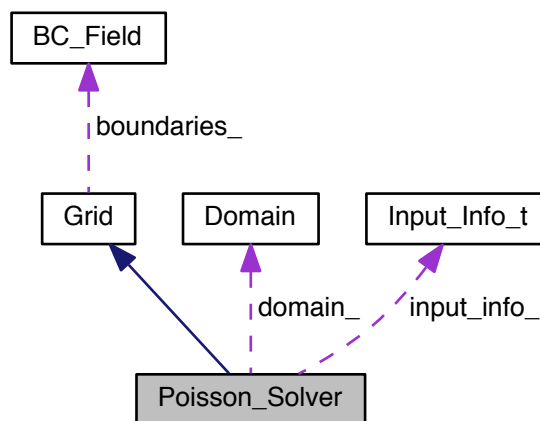 BC_Field
boundaries_
Grid
Domain
Input_Info_t
domain_
input_info_
Poisson_Solver